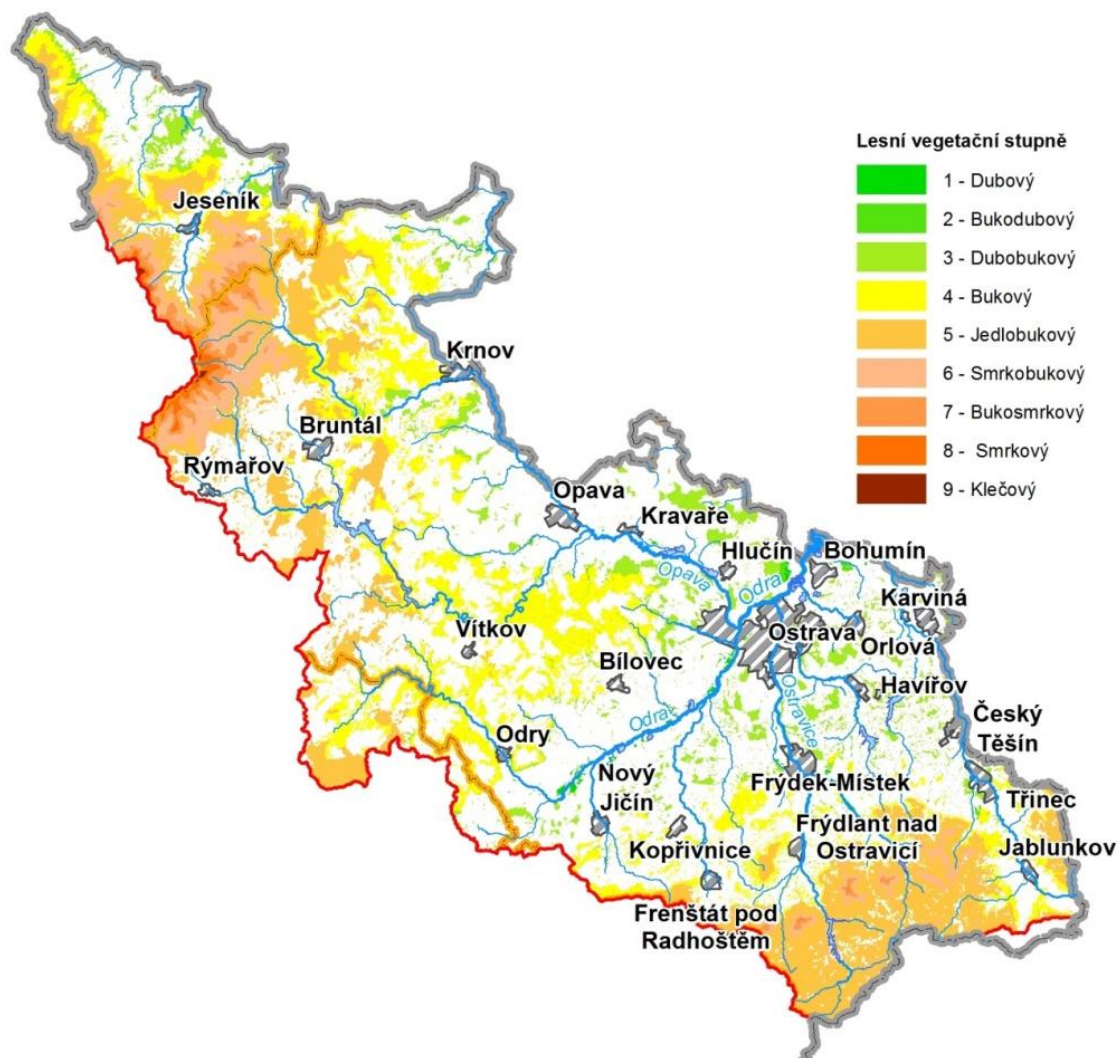 Lesní vegetační stupně
1 - Dubový
2 - Bukodubový
3 - Dubobukový
4 - Bukový
5 - Jedlobukový
6 - Smrkobukový
7 - Bukosmrkový
8 - Smrkový
9 - Klečový
Jeseník
Krnov
Bruntál
Rýmařov
Opava
Kravaře
Hlučín
Bohumín
Opava
Odra
Karviná
Ostrava
Orlová
Vítkov
Bílovec
Havířov
Ostravice
Odra
Český
Těšín
Odry
Nový
Jičín
Frýdek-Místek
Třinec
Kopřivnice
Frýdlant nad
Ostravicí
Jablunkov
Frenštát pod
Radhoštěm